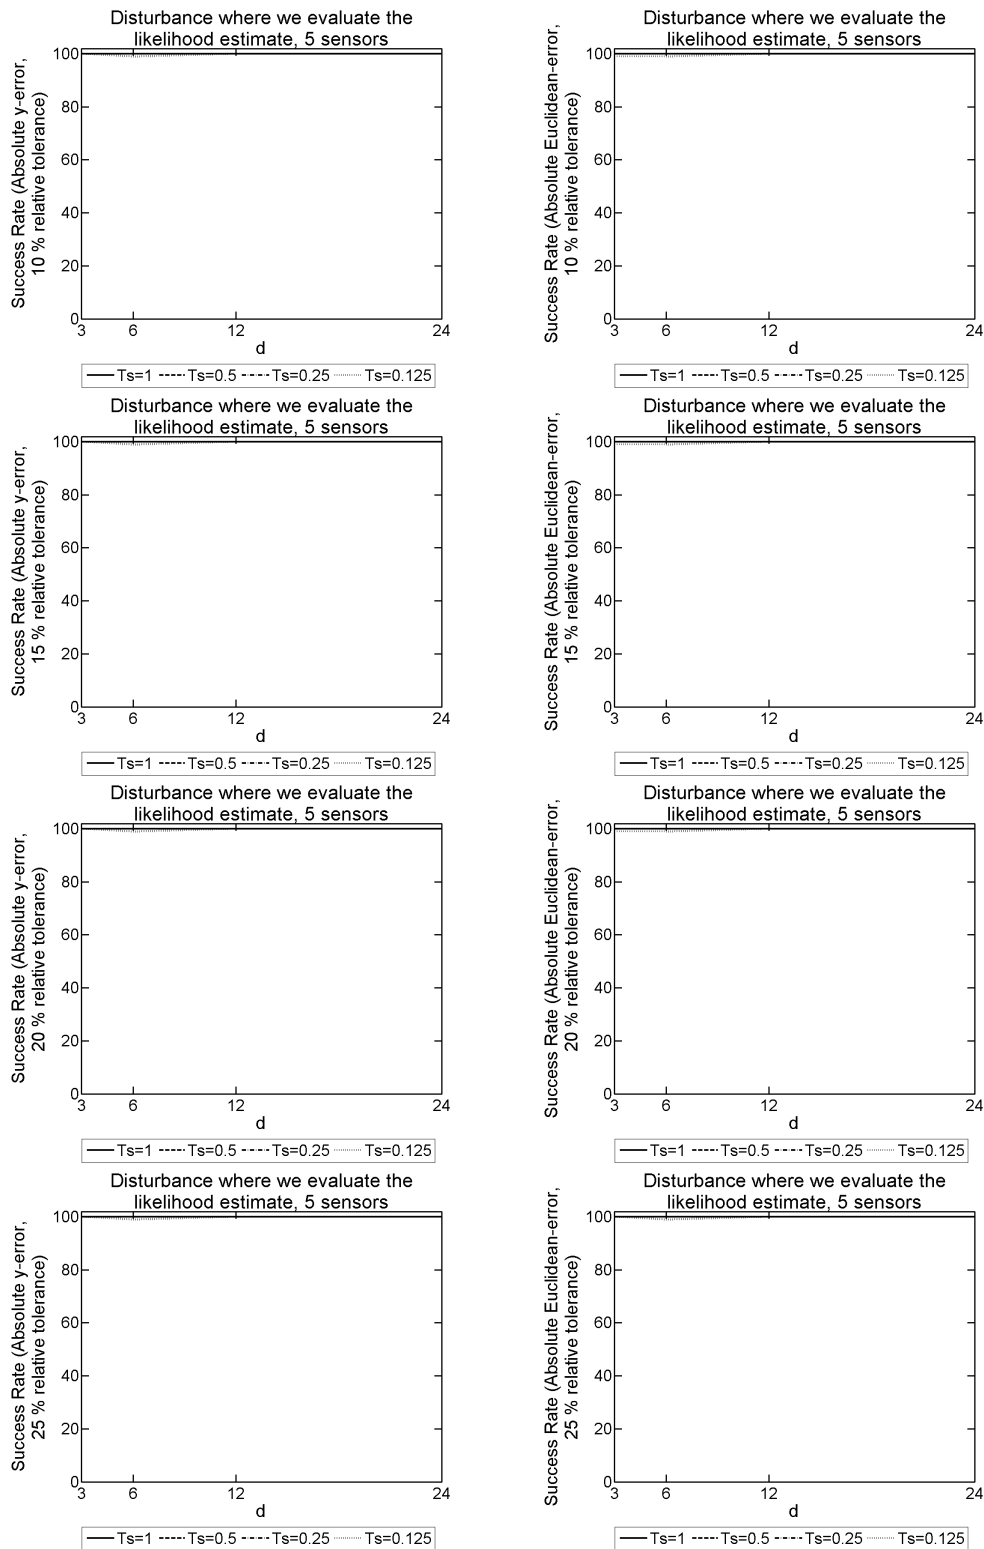 Disturbance where we evaluate the
likelihood estimate, 5 sensors
Success Rate (Absolute y-error,
10 % relative tolerance)
100
80
60
40
20
0
3 6 12 24
d
Ts=1 Ts=0.5 Ts=0.25 Ts=0.125
Disturbance where we evaluate the
likelihood estimate, 5 sensors
Success Rate (Absolute Euclidean-error,
10 % relative tolerance)
100
80
60
40
20
0
3 6 12 24
d
Ts=1 Ts=0.5 Ts=0.25 Ts=0.125
Disturbance where we evaluate the
likelihood estimate, 5 sensors
Success Rate (Absolute y-error,
15 % relative tolerance)
100
80
60
40
20
0
3 6 12 24
d
Ts=1 Ts=0.5 Ts=0.25 Ts=0.125
Disturbance where we evaluate the
likelihood estimate, 5 sensors
Success Rate (Absolute Euclidean-error,
15 % relative tolerance)
100
80
60
40
20
0
3 6 12 24
d
Ts=1 Ts=0.5 Ts=0.25 Ts=0.125
Disturbance where we evaluate the
likelihood estimate, 5 sensors
Success Rate (Absolute y-error,
20 % relative tolerance)
100
80
60
40
20
0
3 6 12 24
d
Ts=1 Ts=0.5 Ts=0.25 Ts=0.125
Disturbance where we evaluate the
likelihood estimate, 5 sensors
Success Rate (Absolute Euclidean-error,
20 % relative tolerance)
100
80
60
40
20
0
3 6 12 24
d
Ts=1 Ts=0.5 Ts=0.25 Ts=0.125
Disturbance where we evaluate the
likelihood estimate, 5 sensors
Success Rate (Absolute y-error,
25 % relative tolerance)
100
80
60
40
20
0
3 6 12 24
d
Ts=1 Ts=0.5 Ts=0.25 Ts=0.125
Disturbance where we evaluate the
likelihood estimate, 5 sensors
Success Rate (Absolute Euclidean-error,
25 % relative tolerance)
100
80
60
40
20
0
3 6 12 24
d
Ts=1 Ts=0.5 Ts=0.25 Ts=0.125